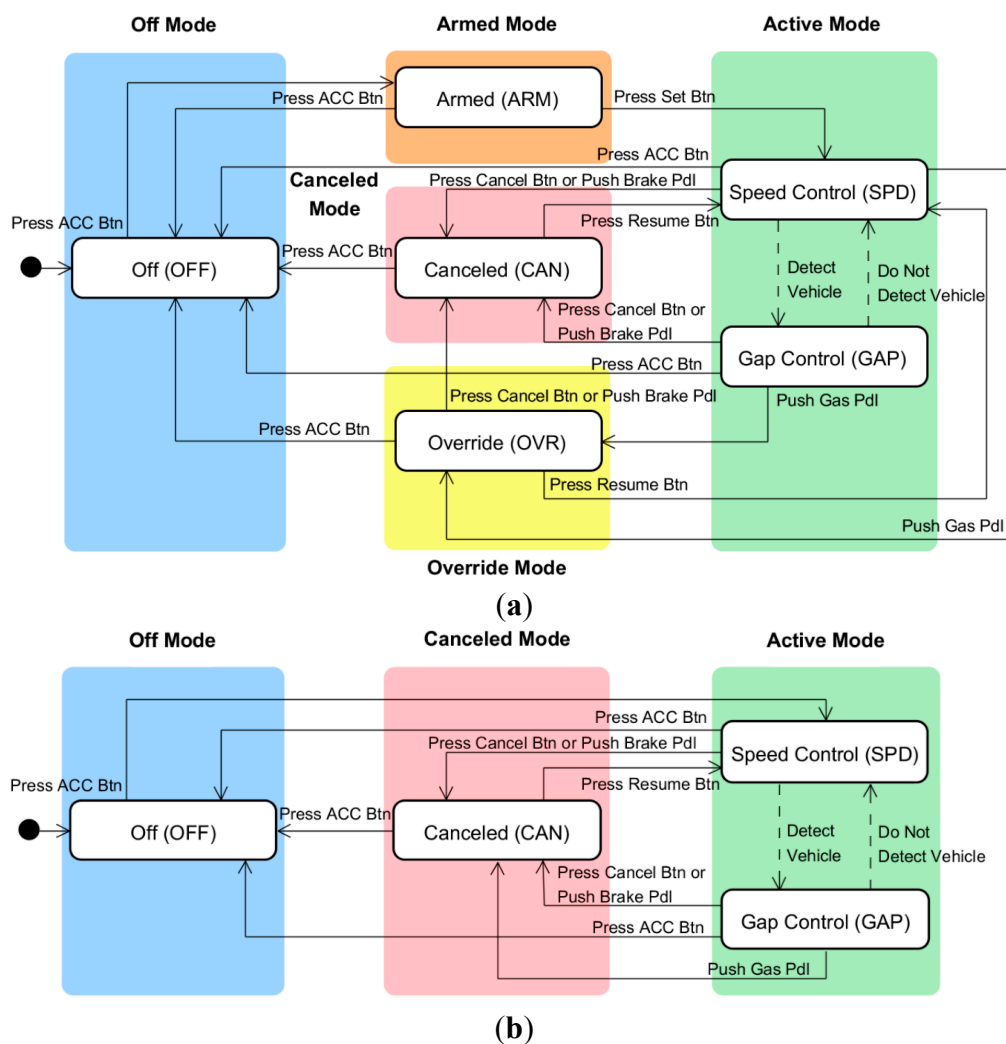 Off Mode
Armed Mode
Active Mode
Armed (ARM)
Press ACC Btn
Press Set Btn
Press ACC Btn
Canceled
Mode
Press Cancel Btn or Push Brake Pdl
Speed Control (SPD)
Press ACC Btn
Press Resume Btn
Off (OFF)
Press ACC Btn
Canceled (CAN)
Detect
Vehicle
Do Not
Detect Vehicle
Press Cancel Btn or
Push Brake Pdl
Press ACC Btn
Gap Control (GAP)
Press Cancel Btn or Push Brake Pdl
Push Gas Pdl
Press ACC Btn
Override (OVR)
Press Resume Btn
Push Gas Pdl
Override Mode
(a)
Off Mode
Canceled Mode
Active Mode
Press ACC Btn
Press Cancel Btn or Push Brake Pdl
Speed Control (SPD)
Press ACC Btn
Press Resume Btn
Off (OFF)
Press ACC Btn
Canceled (CAN)
Detect
Vehicle
Do Not
Detect Vehicle
Press Cancel Btn or
Push Brake Pdl
Press ACC Btn
Gap Control (GAP)
Push Gas Pdl
(b)